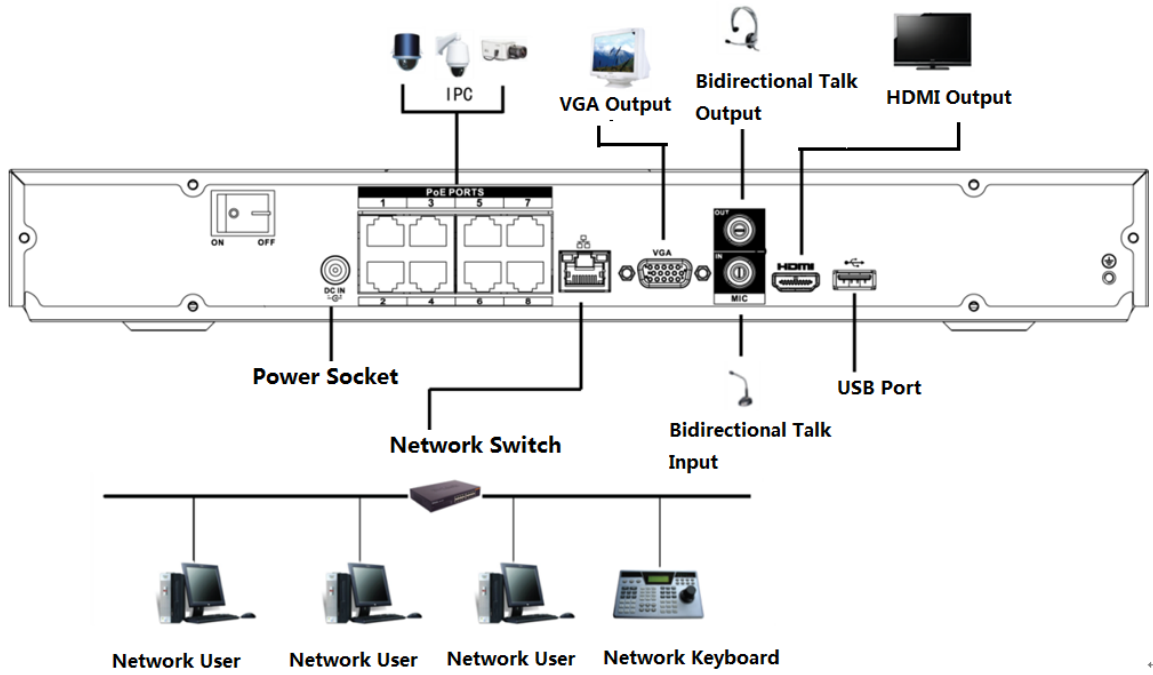 IPC
VGA Output
Bidirectional Talk
Output
HDMI Output
PoE PORTS
1 3 5 7
ON OFF
DC IN
2 4 6 8
VGA
OUT
IN
MIC
HDMI
Power Socket
Network Switch
Bidirectional Talk
Input
USB Port
Network User
Network User
Network User
Network Keyboard